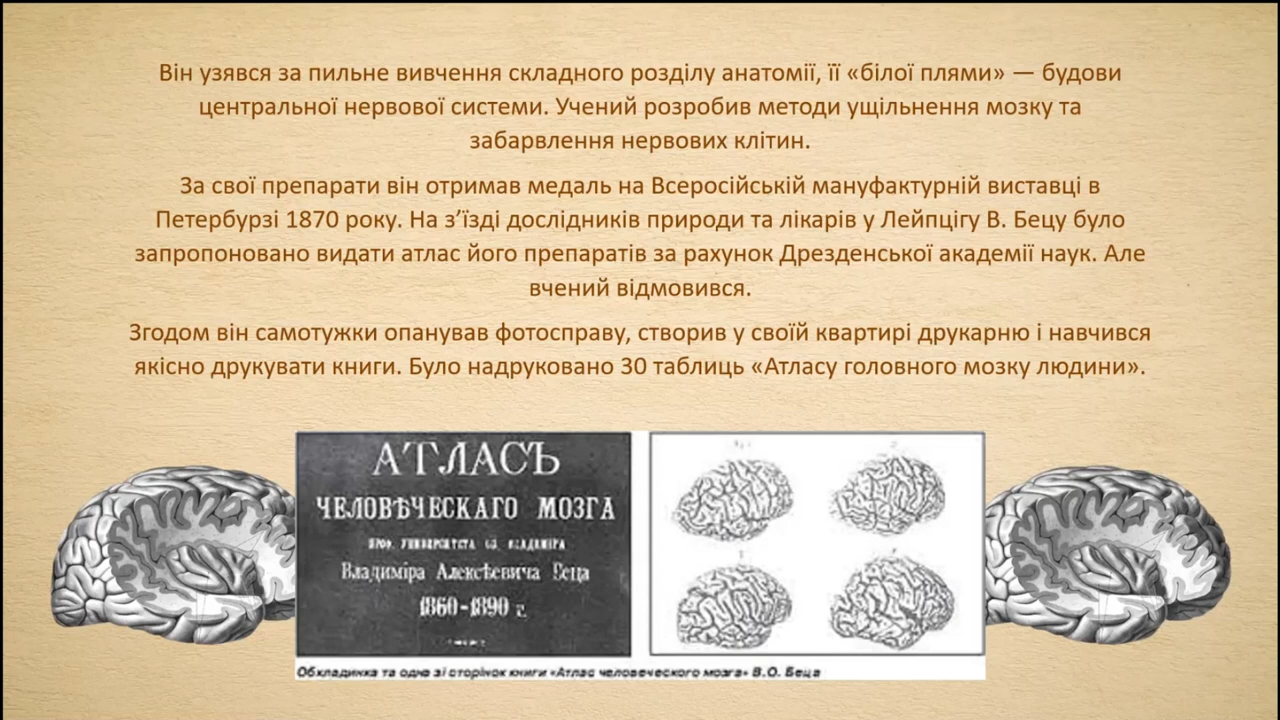 Він узявся за пильне вивчення складного розділу анатомії, її «білої плями» — будови
центральної нервової системи. Учений розробив методи ущільнення мозку та
забарвлення нервових клітин.
За свої препарати він отримав медаль на Всеросійській мануфактурній виставці в
Петербурзі 1870 року. На з’їзді дослідників природи та лікарів у Лейпцігу В. Бецу було
запропоновано видати атлас його препаратів за рахунок Дрезденської академії наук. Але
вчений відмовився.
Згодом він самотужки опанував фотосправу, створив у своїй квартирі друкарню і навчився
якісно друкувати книги. Було надруковано 30 таблиць «Атласу головного мозку людини».
АТЛАСЪ
ЧЕЛОВѢЧЕСКАГО МОЗГА
ПРОФ. УНИВЕРСИТЕТА СВ. ВЛАДИМІРА
Владиміра Алексѣевича Беца
1860-1890 г.
Обкладинка та одна зі сторінок книги «Атлас человеческого мозга» В.О. Беца